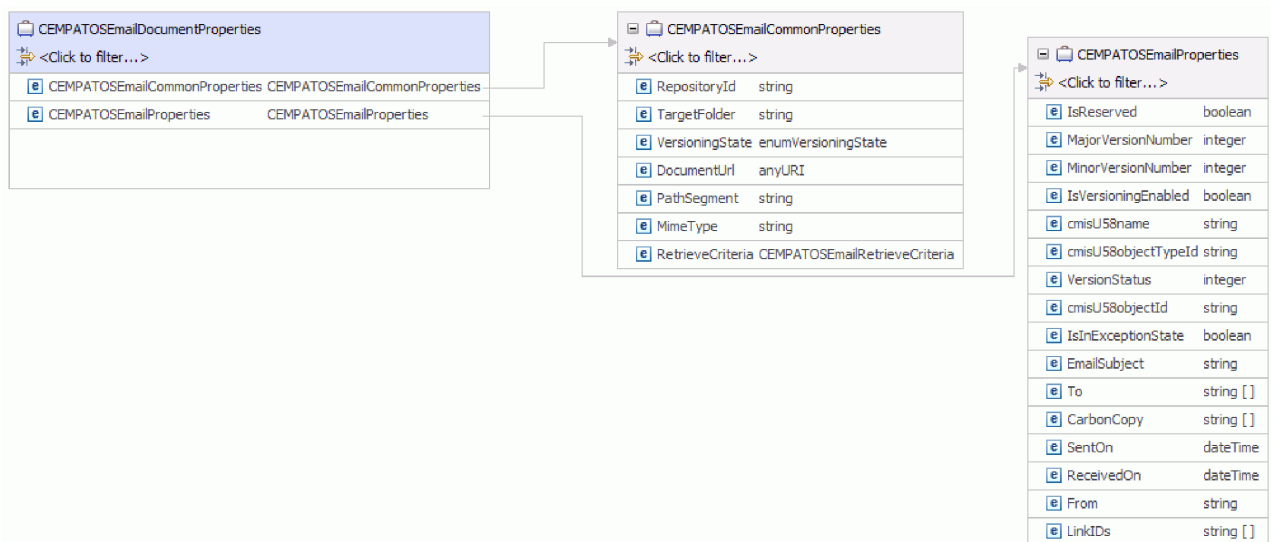 CEMPATOSEmailDocumentProperties
<Click to filter...>
e CEMPATOSEmailCommonProperties CEMPATOSEmailCommonProperties
e CEMPATOSEmailProperties CEMPATOSEmailProperties
CEMPATOSEmailCommonProperties
<Click to filter...>
e RepositoryId string
e TargetFolder string
e VersioningState enumVersioningState
e DocumentUrl anyURI
e PathSegment string
e MimeType string
e RetrieveCriteria CEMPATOSEmailRetrieveCriteria
CEMPATOSEmailProperties
<Click to filter...>
e IsReserved boolean
e MajorVersionNumber integer
e MinorVersionNumber integer
e IsVersioningEnabled boolean
e cmisU58name string
e cmisU58objectTypeId string
e VersionStatus integer
e cmisU58objectId string
e IsInExceptionState boolean
e EmailSubject string
e To string []
e CarbonCopy string []
e SentOn dateTime
e ReceivedOn dateTime
e From string
e LinkIDs string []